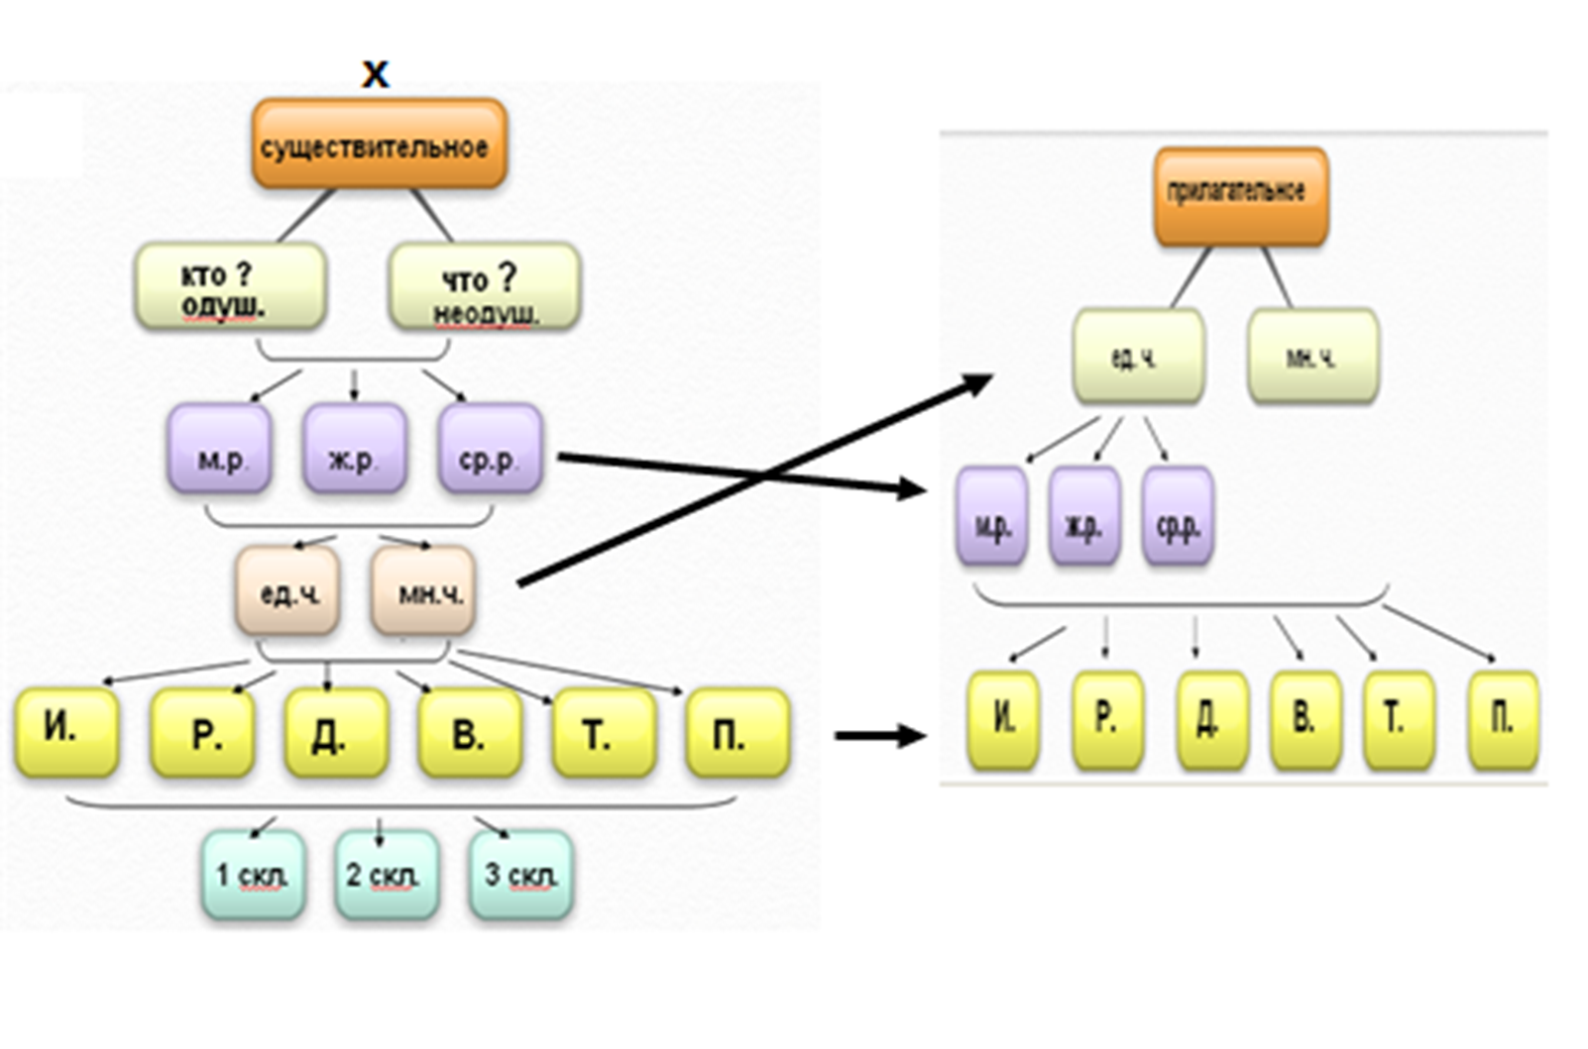 х
существительное
кто ?
одуш.
что ?
неодуш.
м.р.
ж.р.
ср.р.
ед.ч.
мн.ч.
И.
Р.
Д.
В.
Т.
П.
1 скл.
2 скл.
3 скл.
прилагательное
ед. ч.
мн. ч.
м.р.
ж.р.
ср.р.
И.
Р.
Д.
В.
Т.
П.